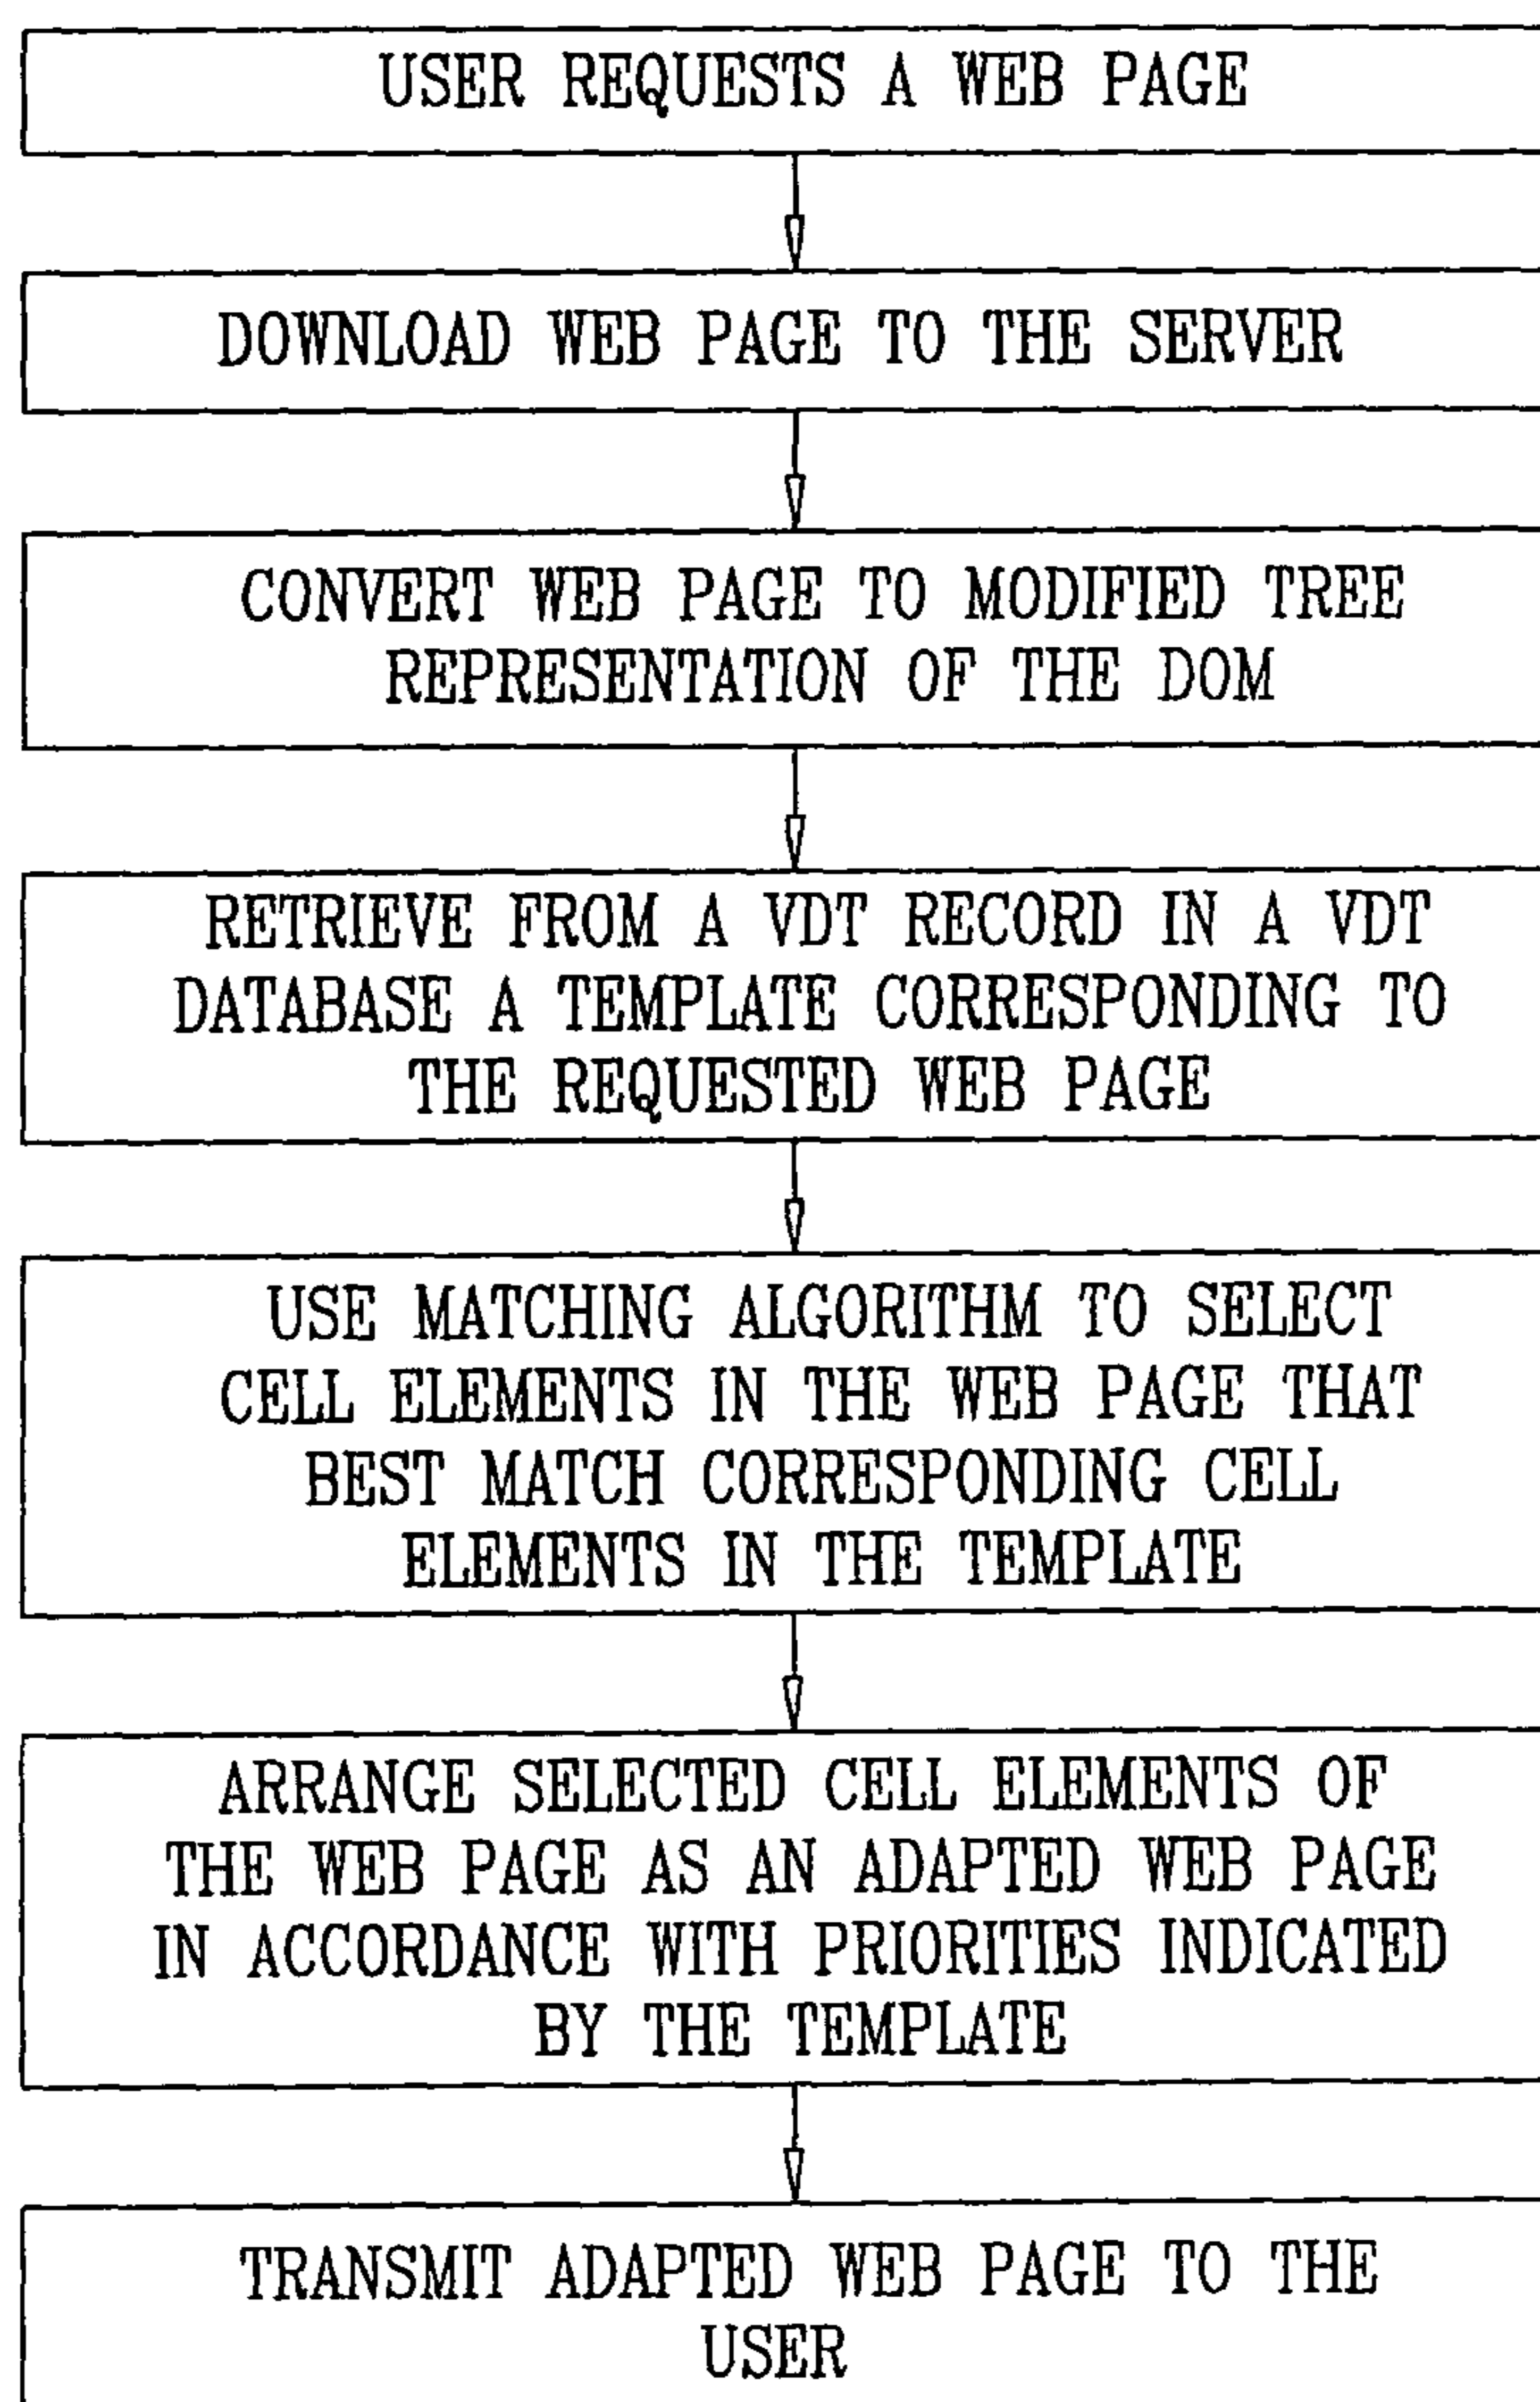 USER REQUESTS A WEB PAGE
DOWNLOAD WEB PAGE TO THE SERVER
CONVERT WEB PAGE TO MODIFIED TREE
REPRESENTATION OF THE DOM
RETRIEVE FROM A VDT RECORD IN A VDT
DATABASE A TEMPLATE CORRESPONDING TO
THE REQUESTED WEB PAGE
USE MATCHING ALGORITHM TO SELECT
CELL ELEMENTS IN THE WEB PAGE THAT
BEST MATCH CORRESPONDING CELL
ELEMENTS IN THE TEMPLATE
ARRANGE SELECTED CELL ELEMENTS OF
THE WEB PAGE AS AN ADAPTED WEB PAGE
IN ACCORDANCE WITH PRIORITIES INDICATED
BY THE TEMPLATE
TRANSMIT ADAPTED WEB PAGE TO THE
USER